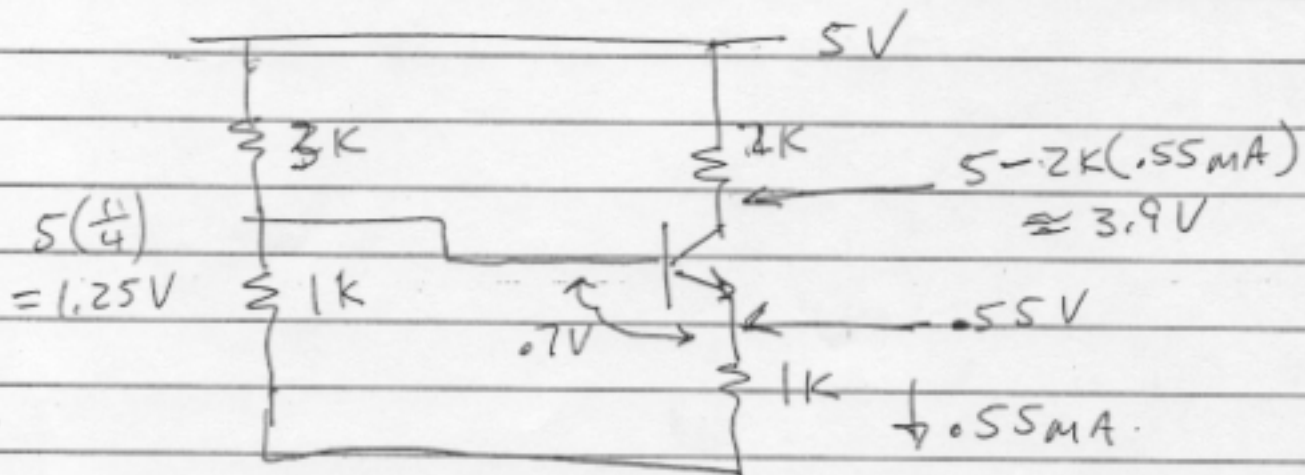 5V
3K
2K
5-2K(.55mA)
≈ 3.9V
5(1/4)
= 1.25V
1K
.7V
.55V
1K
↓ .55mA.